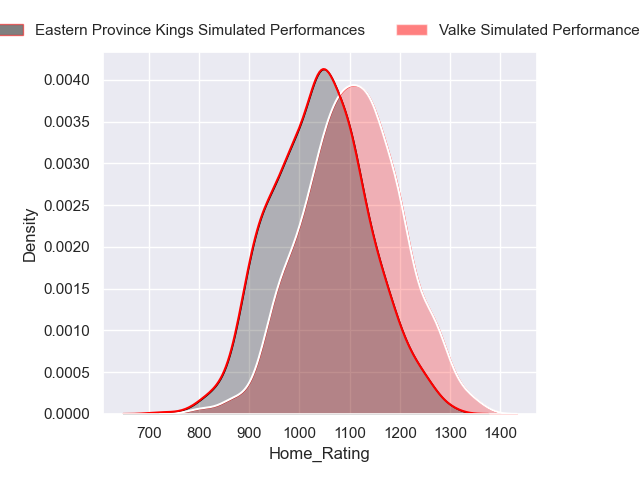 Eastern Province Kings Simulated Performances
Valke Simulated Performance
0.0040
0.0035
0.0030
0.0025
0.0020
0.0015
0.0010
0.0005
0.0000
Density
700 800 900 1000 1100 1200 1300 1400
Home_Rating